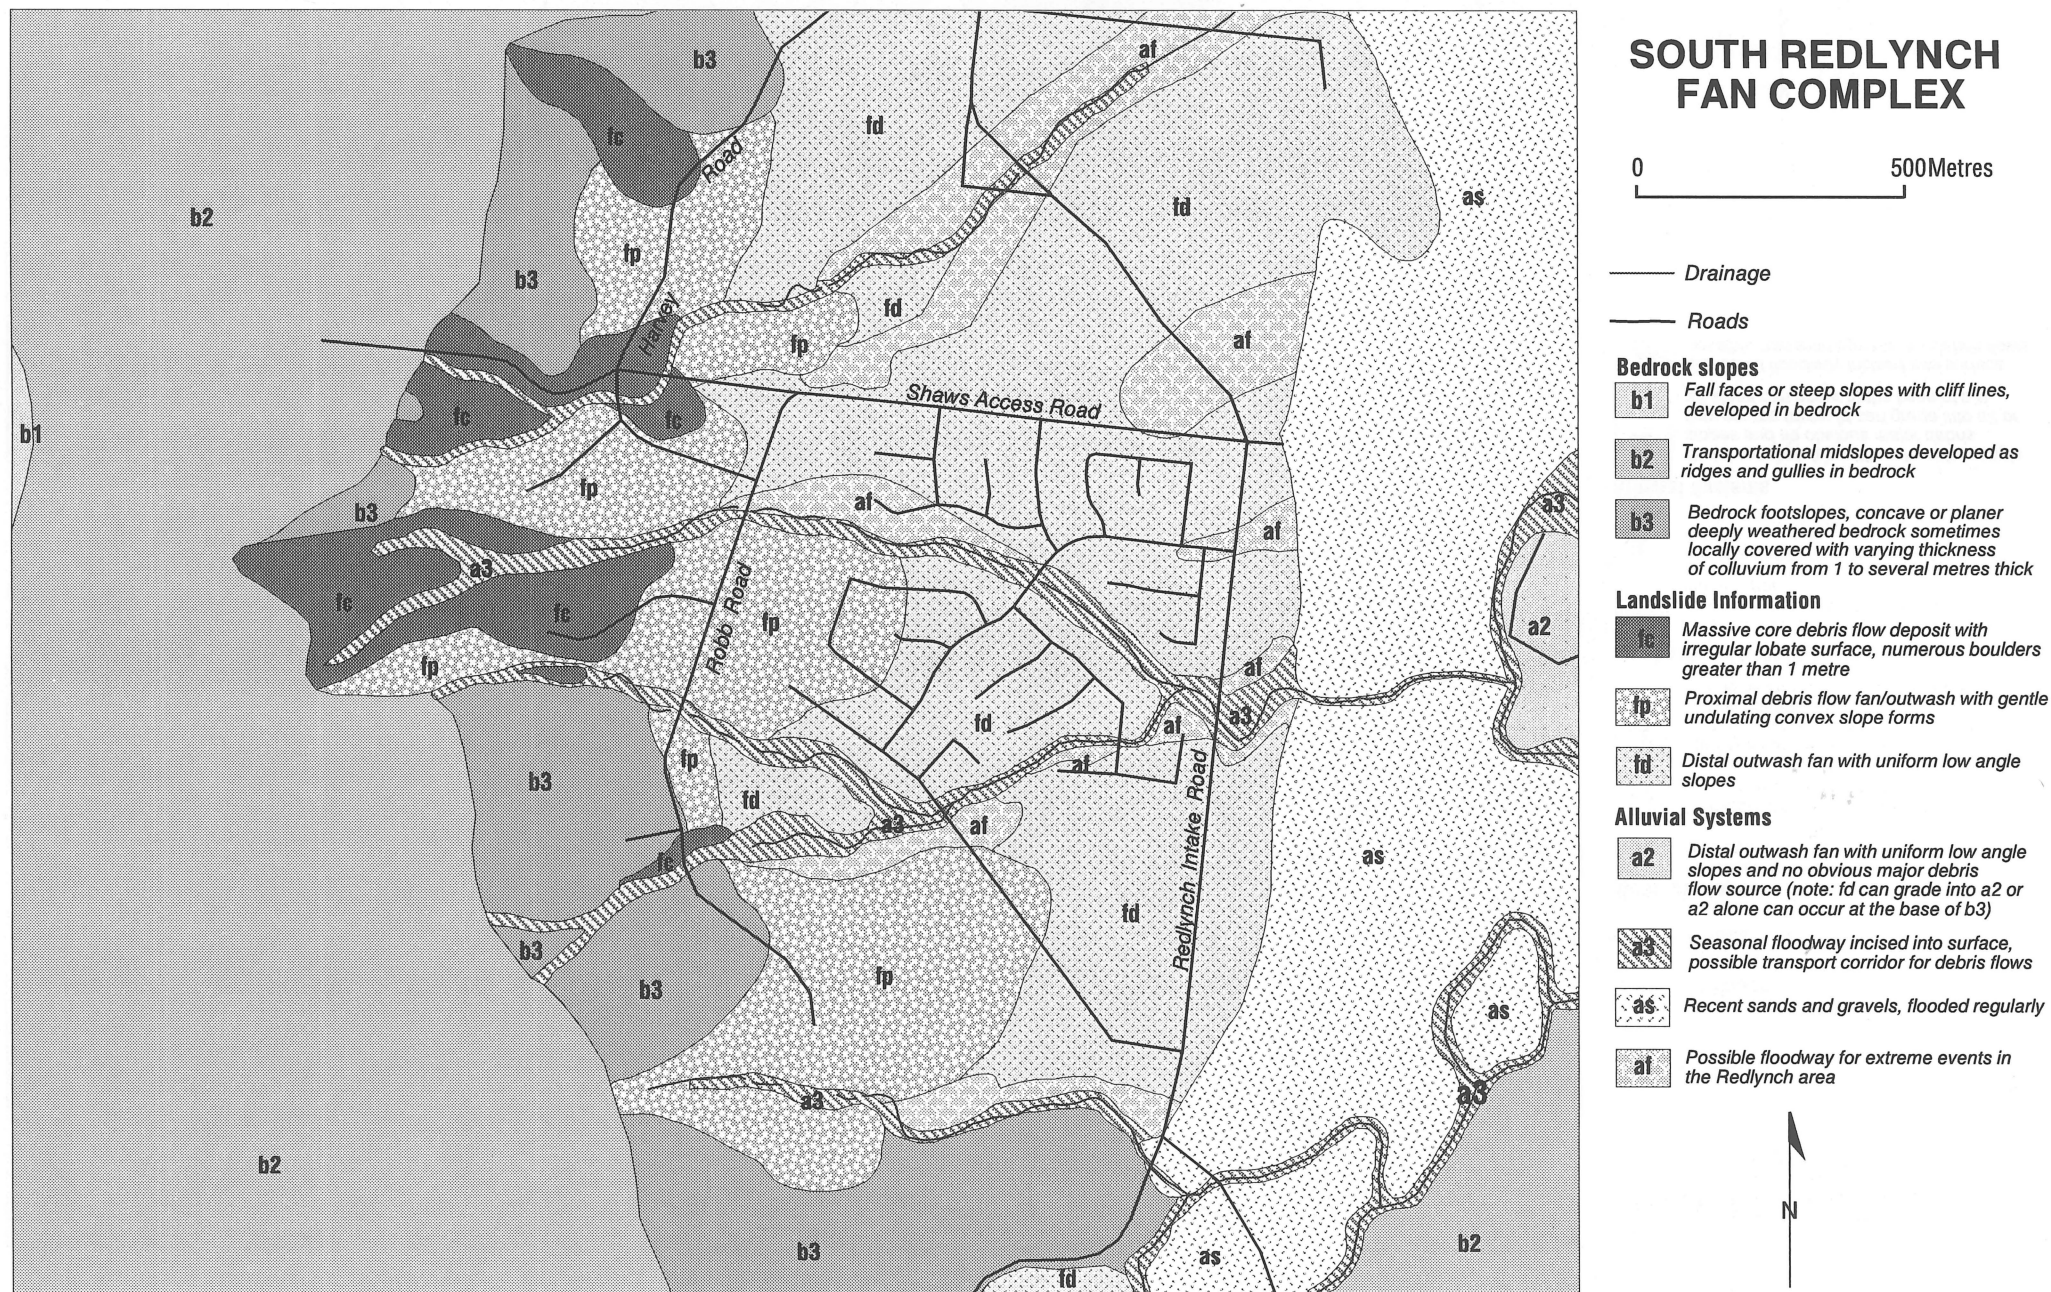 SOUTH REDLYNCH
FAN COMPLEX
0 500Metres
Drainage
Roads
Bedrock slopes
b1 Fall faces or steep slopes with cliff lines,
developed in bedrock
b2 Transportational midslopes developed as
ridges and gullies in bedrock
b3 Bedrock footslopes, concave or planer
deeply weathered bedrock sometimes
locally covered with varying thickness
of colluvium from 1 to several metres thick
Landslide Information
fc Massive core debris flow deposit with
irregular lobate surface, numerous boulders
greater than 1 metre
fp Proximal debris flow fan/outwash with gentle
undulating convex slope forms
fd Distal outwash fan with uniform low angle
slopes
Alluvial Systems
a2 Distal outwash fan with uniform low angle
slopes and no obvious major debris
flow source (note: fd can grade into a2 or
a2 alone can occur at the base of b3)
a3 Seasonal floodway incised into surface,
possible transport corridor for debris flows
as Recent sands and gravels, flooded regularly
af Possible floodway for extreme events in
the Redlynch area
N
b3
af
fc
fd
Road
b2
fd
as
fp
b3
fd
Harvey
fp
af
Shaws Access Road
fc
fc
b1
fp
af
b3
af
a3
a3
fc
fc
fp
Robb Road
a2
fp
af
fd
af
a3
fp
af
b3
fd
Redlynch Intake Road
a3
af
fc
as
fd
b3
fp
b3
as
a3
a3
b2
b3
as
b2
fd